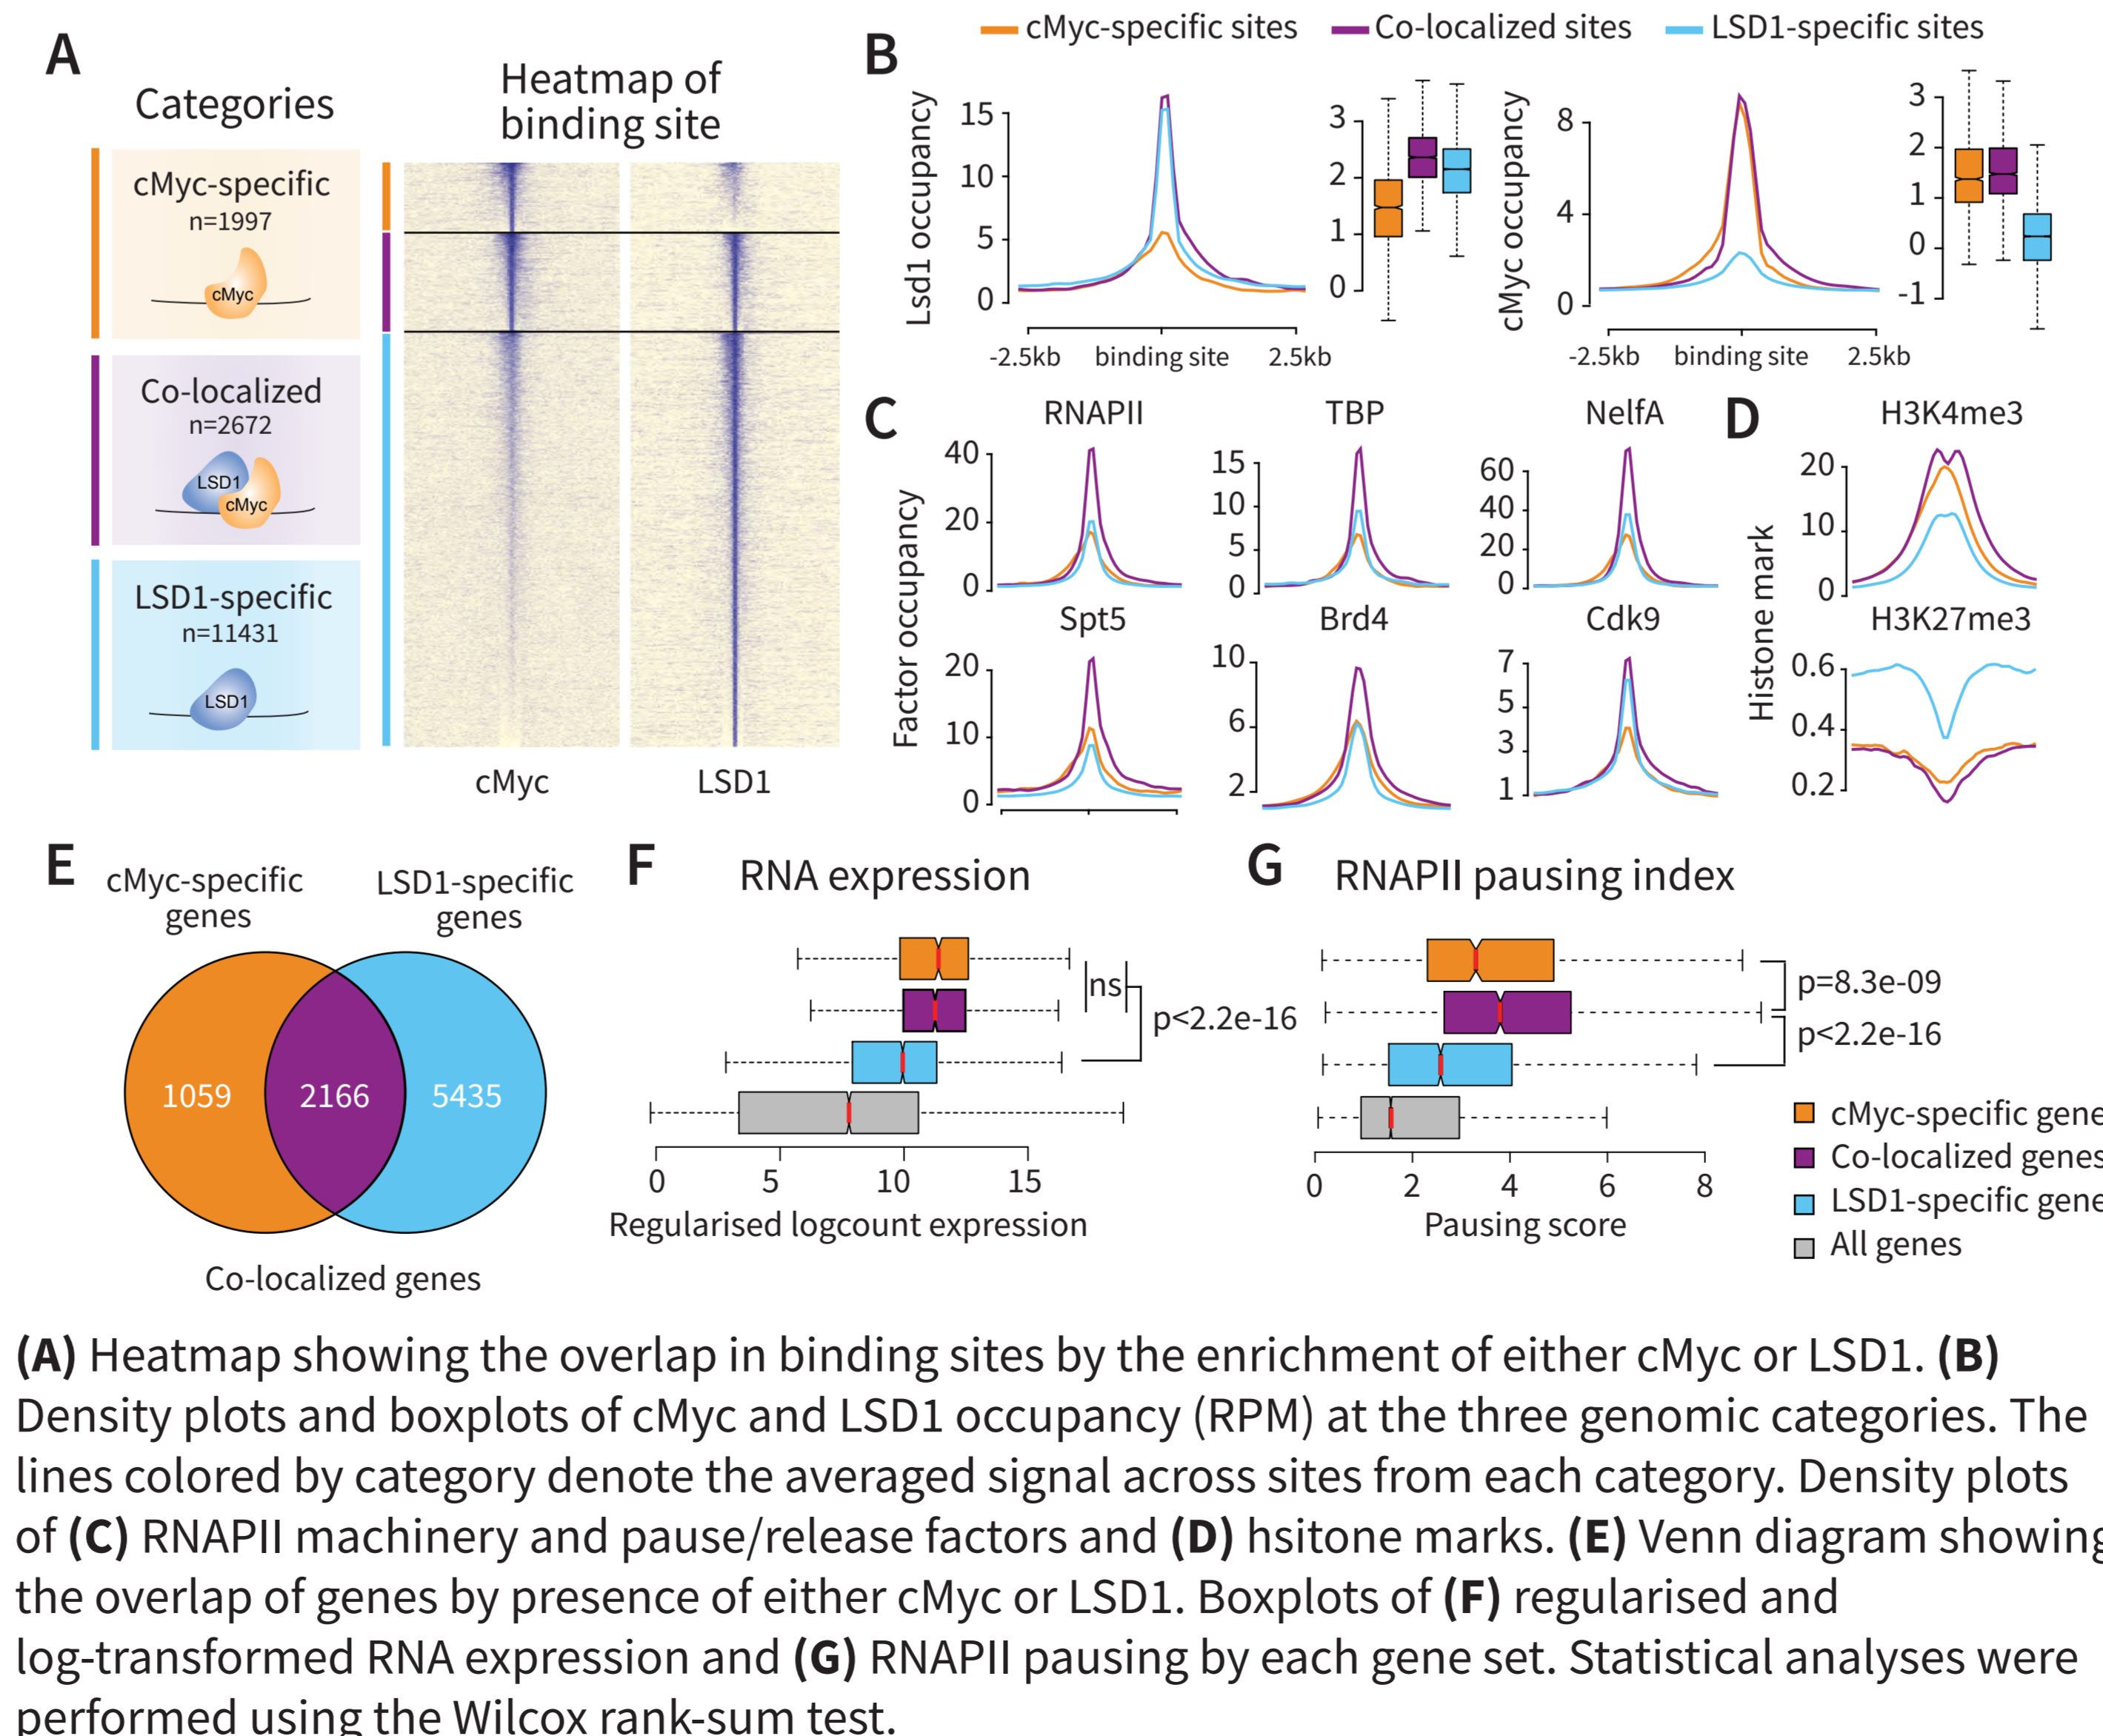 A
Categories
Heatmap of
binding site
cMyc-specific
n=1997
cMyc
Co-localized
n=2672
LSD1
cMyc
LSD1-specific
n=11431
LSD1
cMyc LSD1
cMyc-specific sites Co-localized sites LSD1-specific sites
B
Lsd1 occupancy
15
10
5
0
-2.5kb binding site 2.5kb
3
2
1
0
cMyc occupancy
8
4
0
-2.5kb binding site 2.5kb
3
2
1
0
-1
C
Factor occupancy
RNAPII
40
20
0
TBP
15
10
5
0
NelfA
60
40
20
0
Spt5
20
10
0
Brd4
10
6
2
Cdk9
7
5
3
1
D
Histone mark
H3K4me3
20
10
0
H3K27me3
0.6
0.4
0.2
E
cMyc-specific
genes
LSD1-specific
genes
1059 2166 5435
Co-localized genes
F
RNA expression
ns
p<2.2e-16
0 5 10 15
Regularised logcount expression
G
RNAPII pausing index
p=8.3e-09
p<2.2e-16
0 2 4 6 8
Pausing score
cMyc-specific gene
Co-localized genes
LSD1-specific gene
All genes
(A) Heatmap showing the overlap in binding sites by the enrichment of either cMyc or LSD1. (B)
Density plots and boxplots of cMyc and LSD1 occupancy (RPM) at the three genomic categories. The
lines colored by category denote the averaged signal across sites from each category. Density plots
of (C) RNAPII machinery and pause/release factors and (D) hsitone marks. (E) Venn diagram showing
the overlap of genes by presence of either cMyc or LSD1. Boxplots of (F) regularised and
log-transformed RNA expression and (G) RNAPII pausing by each gene set. Statistical analyses were
performed using the Wilcox rank-sum test.